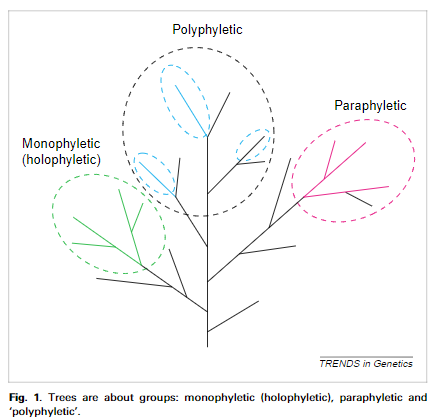 Polyphyletic
Paraphyletic
Monophyletic
(holophyletic)
TRENDS in Genetics
Fig. 1. Trees are about groups: monophyletic (holophyletic), paraphyletic and
‘polyphyletic’.